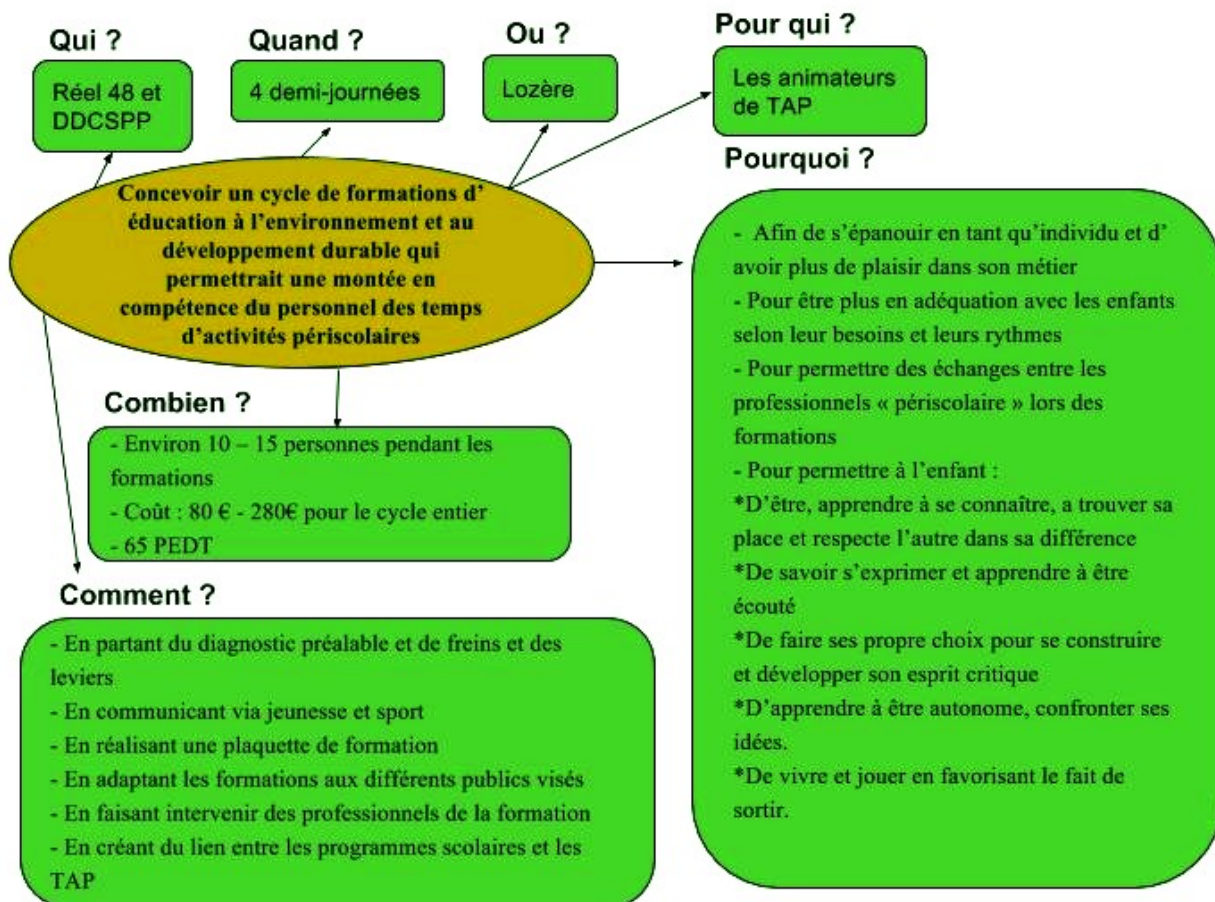 Qui ?
Réel 48 et
DDCSPP
Quand ?
4 demi-journées
Ou ?
Lozère
Pour qui ?
Les animateurs
de TAP
Concevoir un cycle de formations d’
éducation à l’environnement et au
développement durable qui
permettrait une montée en
compétence du personnel des temps
d’activités périscolaires
Pourquoi ?
- Afin de s’épanouir en tant qu’individu et d’
avoir plus de plaisir dans son métier
- Pour être plus en adéquation avec les enfants
selon leur besoins et leurs rythmes
- Pour permettre des échanges entre les
professionnels « périscolaire » lors des
formations
- Pour permettre à l’enfant :
*D’être, apprendre à se connaître, a trouver sa
place et respecte l’autre dans sa différence
*De savoir s’exprimer et apprendre à être
écouté
*De faire ses propre choix pour se construire
et développer son esprit critique
*D’apprendre à être autonome, confronter ses
idées.
*De vivre et jouer en favorisant le fait de
sortir.
Combien ?
- Environ 10 – 15 personnes pendant les
formations
- Coût : 80 € - 280€ pour le cycle entier
- 65 PEDT
Comment ?
- En partant du diagnostic préalable et de freins et des
leviers
- En communicant via jeunesse et sport
- En réalisant une plaquette de formation
- En adaptant les formations aux différents publics visés
- En faisant intervenir des professionnels de la formation
- En créant du lien entre les programmes scolaires et les
TAP